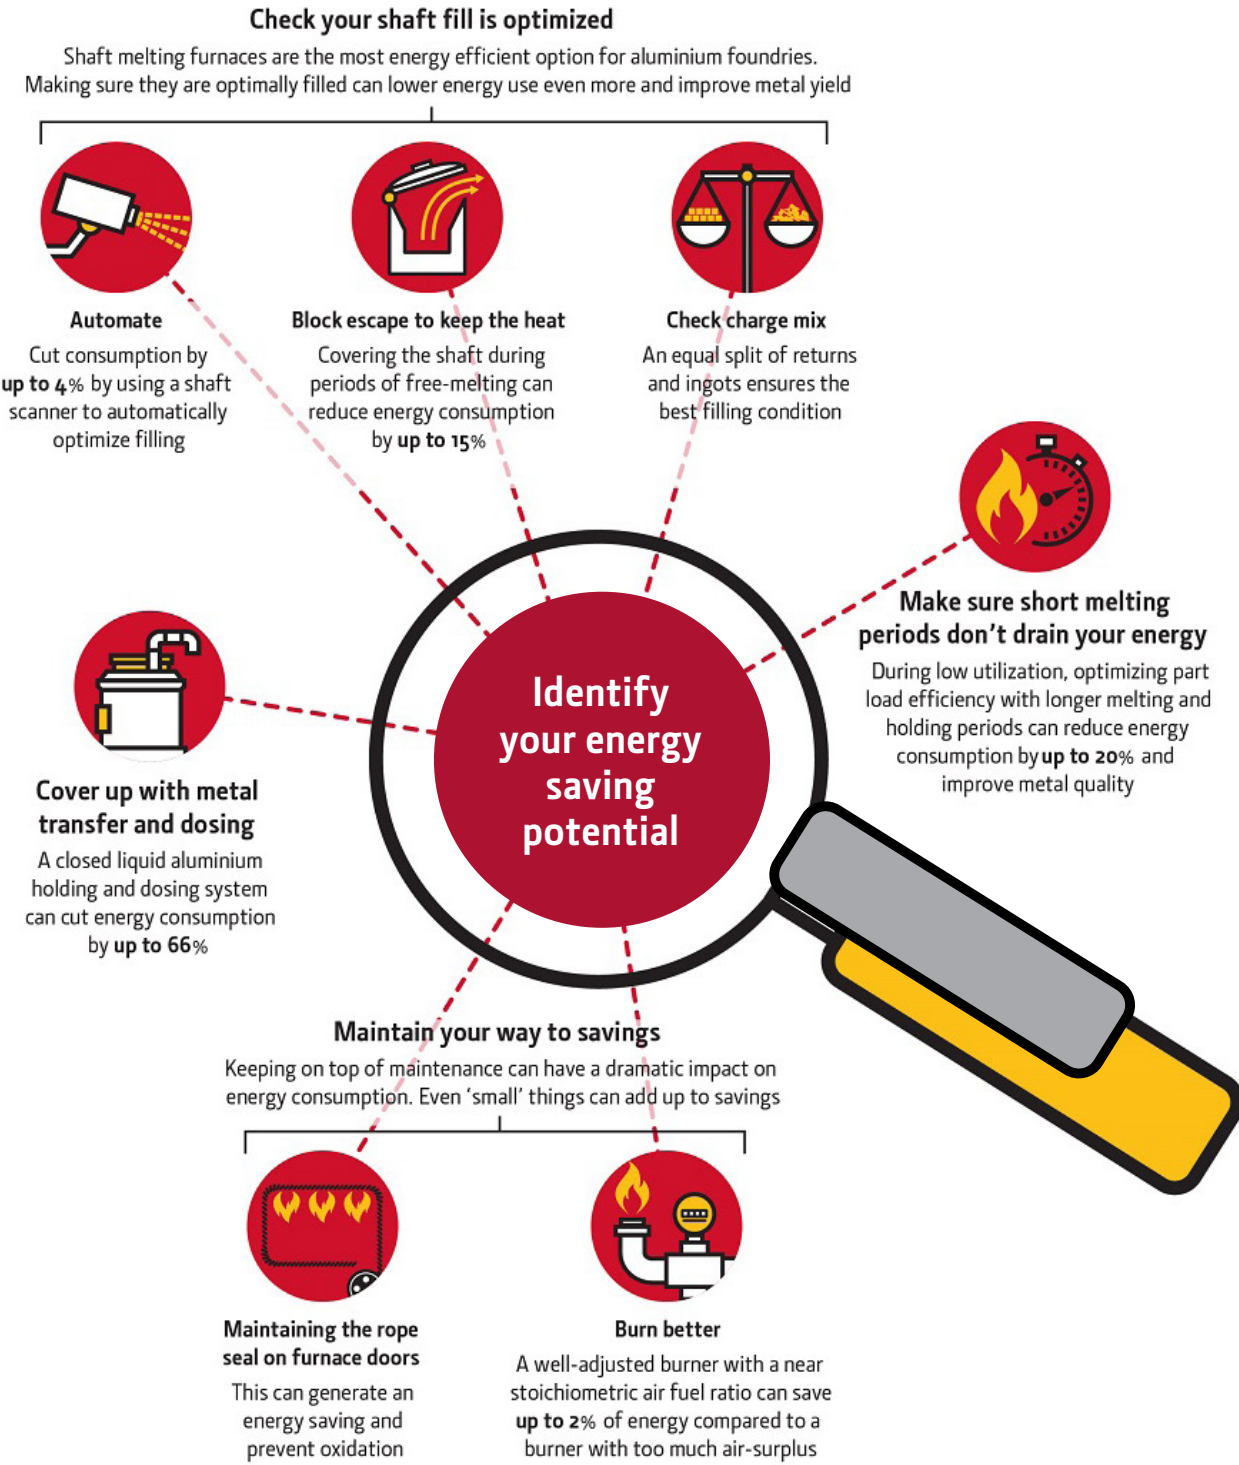 Check your shaft fill is optimized
Shaft melting furnaces are the most energy efficient option for aluminium foundries.
Making sure they are optimally filled can lower energy use even more and improve metal yield
Automate
Cut consumption by
up to 4% by using a shaft
scanner to automatically
optimize filling
Block escape to keep the heat
Covering the shaft during
periods of free-melting can
reduce energy consumption
by up to 15%
Check charge mix
An equal split of returns
and ingots ensures the
best filling condition
Make sure short melting
periods don't drain your energy
During low utilization, optimizing part
load efficiency with longer melting and
holding periods can reduce energy
consumption by up to 20% and
improve metal quality
Identify
your energy
saving
potential
Cover up with metal
transfer and dosing
A closed liquid aluminium
holding and dosing system
can cut energy consumption
by up to 66%
Maintain your way to savings
Keeping on top of maintenance can have a dramatic impact on
energy consumption. Even ‘small’ things can add up to savings
Maintaining the rope
seal on furnace doors
This can generate an
energy saving and
prevent oxidation
Burn better
A well-adjusted burner with a near
stoichiometric air fuel ratio can save
up to 2% of energy compared to a
burner with too much air-surplus